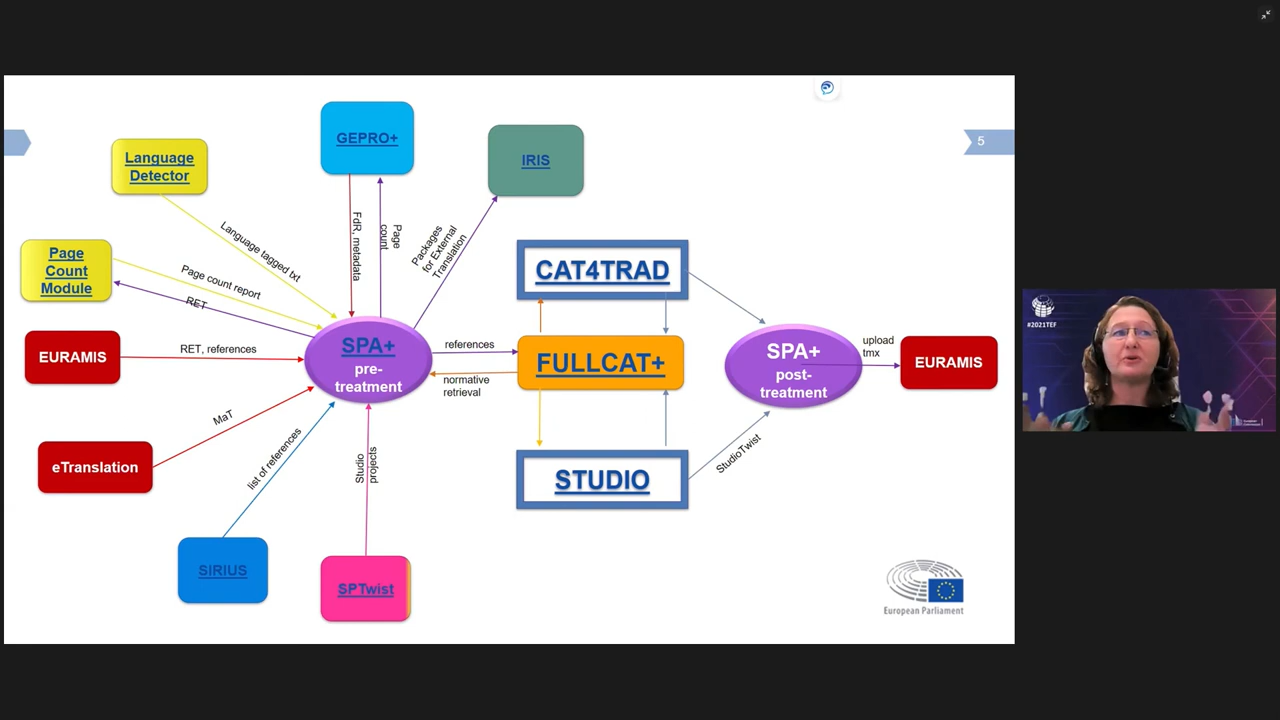 5
GEPRO+
Language
Detector
IRIS
FdR, metadata
Page
count
Packages
for External
Translation
Language tagged txt
Page
Count
Module
Page count report
RET
CAT4TRAD
EURAMIS
RET, references
SPA+
pre-
treatment
references
normative
retrieval
FULLCAT+
SPA+
post-
treatment
upload
tmx
EURAMIS
MaT
eTranslation
list of references
Studio
projects
STUDIO
StudioTwist
SIRIUS
SPTwist
European Parliament
#2021TEF